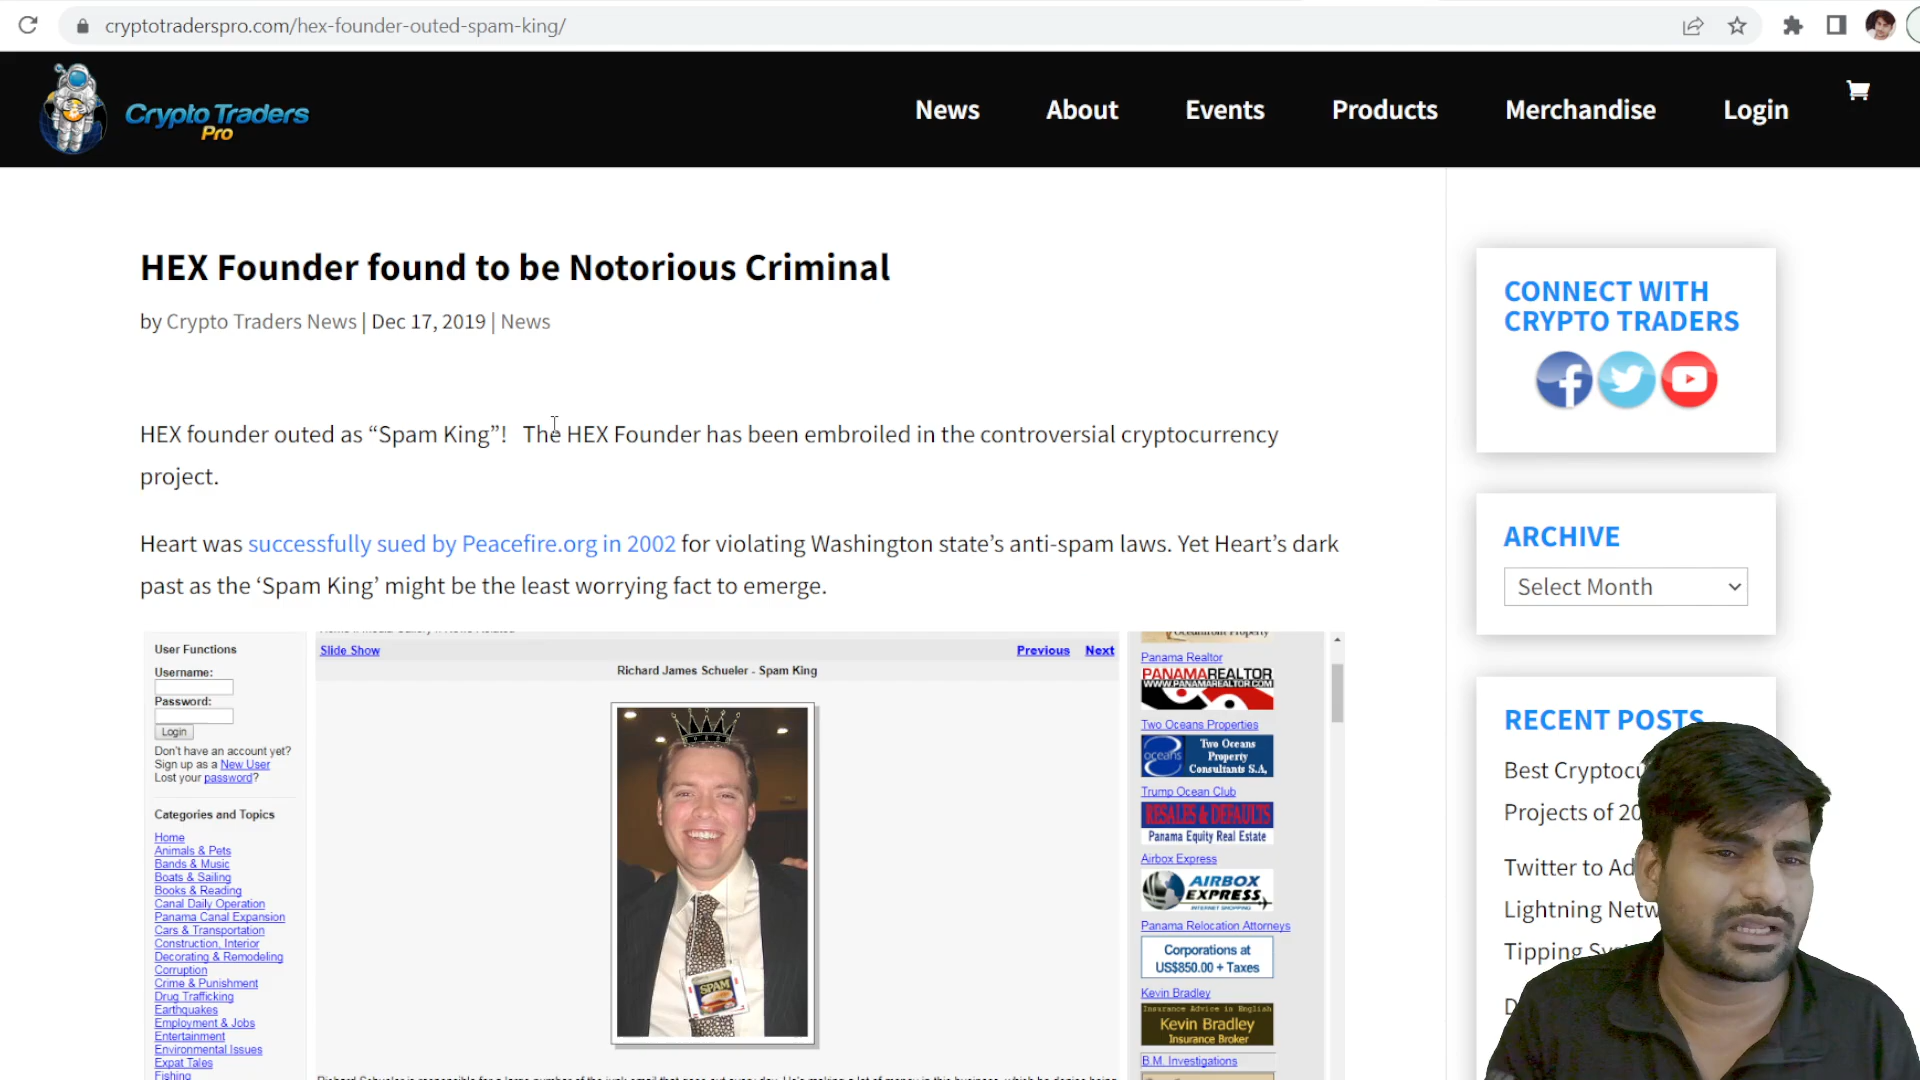 cryptotraderspro.com/hex-founder-outed-spam-king/
Crypto Traders
Pro
News
About
Events
Products
Merchandise
Login
HEX Founder found to be Notorious Criminal
by Crypto Traders News | Dec 17, 2019 | News
HEX founder outed as “Spam King”! The HEX Founder has been embroiled in the controversial cryptocurrency
project.
Heart was successfully sued by Peacefire.org in 2002 for violating Washington state’s anti-spam laws. Yet Heart’s dark
past as the ‘Spam King’ might be the least worrying fact to emerge.
User Functions
Username:
Password:
Login
Don't have an account yet?
Sign up as a New User
Lost your password?
Categories and Topics
Home
Animals & Pets
Bands & Music
Boats & Sailing
Books & Reading
Canal Daily Operation
Panama Canal Expansion
Cars & Transportation
Construction, Interior
Decorating & Remodeling
Corruption
Crime & Punishment
Drug Trafficking
Earthquakes
Employment & Jobs
Entertainment
Environmental Issues
Expat Tales
Fishing
Slide Show
Previous
Next
Richard James Schueler - Spam King
SPAM
Panama Realtor
PANAMAREALTOR
WWW.PANAMAREALTOR.COM
Two Oceans Properties
oceans
Two Oceans
Property
Consultants S.A,
Trump Ocean Club
RESALES & DEFAULTS
Panama Equity Real Estate
Airbox Express
AIRBOX
EXPRESS
INTERNET SHOPPING
Panama Relocation Attorneys
Corporations at
US$850.00 + Taxes
Kevin Bradley
Insurance Advice in English
Kevin Bradley
Insurance Broker
B.M. Investigations
CONNECT WITH
CRYPTO TRADERS
ARCHIVE
Select Month
RECENT POSTS
Best Cryptocu
Projects of 20
Twitter to Ad
Lightning Netw
Tipping Sy
D